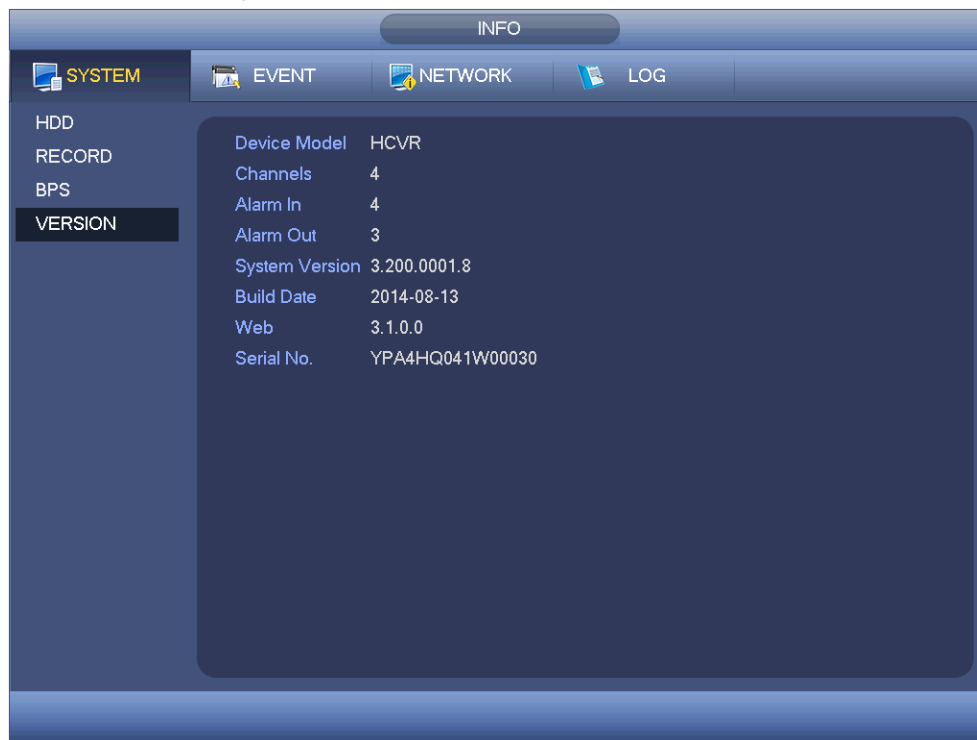 INFO
SYSTEM EVENT NETWORK LOG
HDD
RECORD
BPS
VERSION
Device Model HCVR
Channels 4
Alarm In 4
Alarm Out 3
System Version 3.200.0001.8
Build Date 2014-08-13
Web 3.1.0.0
Serial No. YPA4HQ041W00030